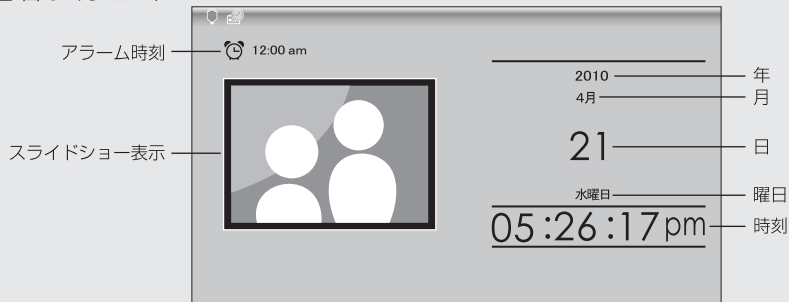 アラーム時刻
12:00 am
スライドショー表示
2010
年
4月
月
21
日
水曜日
曜日
05:26:17pm
時刻